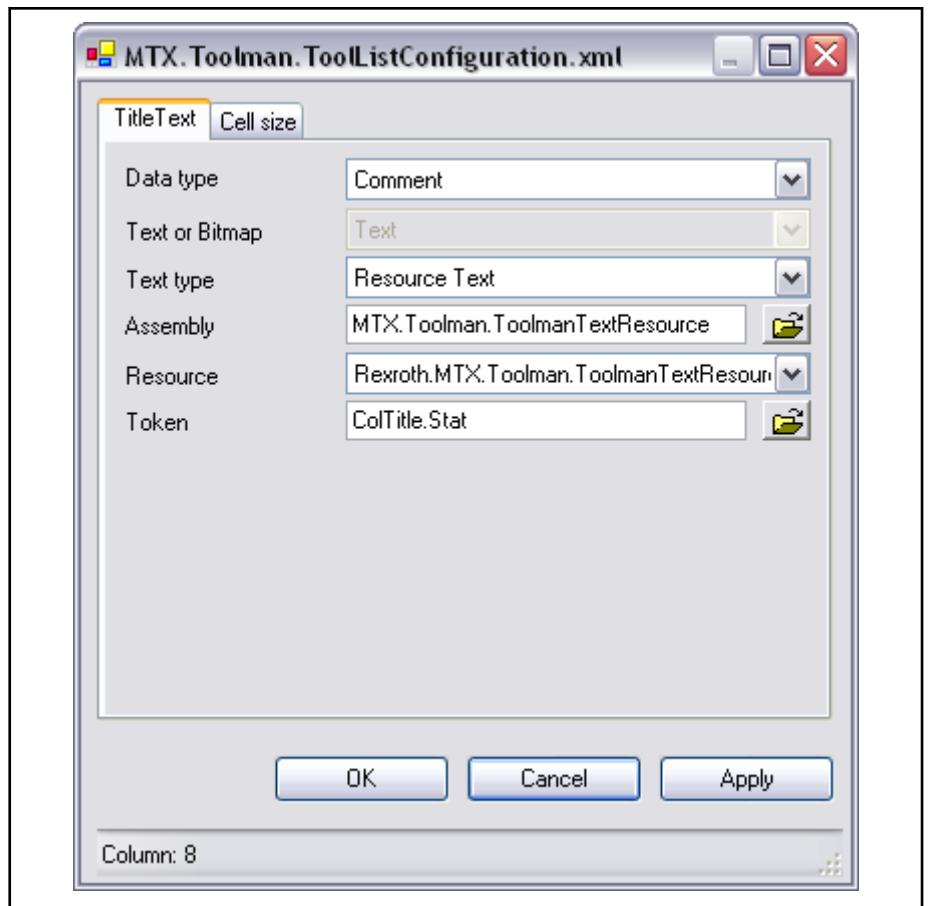 MTX.Toolman.ToolListConfiguration.xml
TitleText Cell size
Data type Comment
Text or Bitmap Text
Text type Resource Text
Assembly MTX.Toolman.ToolmanTextResource
Resource Rexroth.MTX.Toolman.ToolmanTextResour
Token ColTitle.Stat
OK Cancel Apply
Column: 8